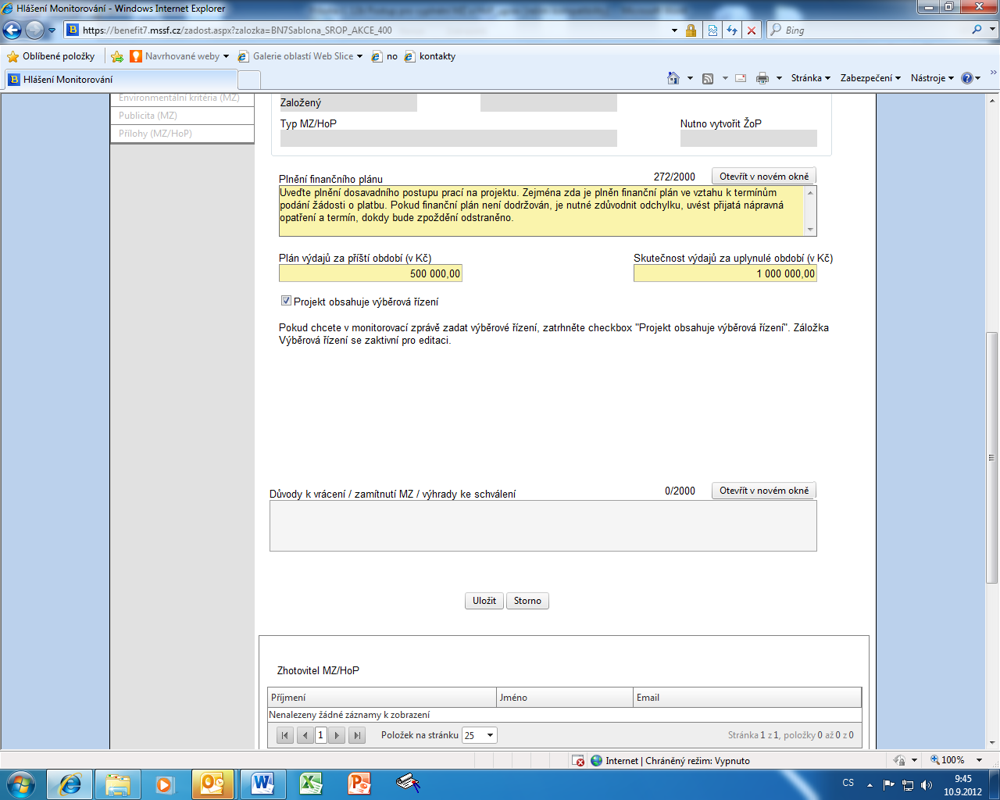 Hlášení Monitorování - Windows Internet Explorer
https://benefit7.mssf.cz/zadost.aspx?zalozka=BN7Sablona_SROP_AKCE_400
Bing
Oblíbené položky
Navrhované weby
Galerie oblastí Web Slice
no
kontakty
Hlášení Monitorování
Stránka
Zabezpečení
Nástroje
Environmentální kritéria (MZ)
Publicita (MZ)
Přílohy (MZ/HoP)
Založený
Typ MZ/HoP
Nutno vytvořit ŽoP
Plnění finančního plánu
272/2000
Otevřít v novém okně
Uveďte plnění dosavadního postupu prací na projektu. Zejména zda je plněn finanční plán ve vztahu k termínům
podání žádosti o platbu. Pokud finanční plán není dodržován, je nutné zdůvodnit odchylku, uvést přijatá nápravná
opatření a termín, dokdy bude zpoždění odstraněno.
Plán výdajů za příští období (v Kč)
Skutečnost výdajů za uplynulé období (v Kč)
500 000,00
1 000 000,00
Projekt obsahuje výběrová řízení
Pokud chcete v monitorovací zprávě zadat výběrové řízení, zatrhněte checkbox "Projekt obsahuje výběrová řízení". Záložka
Výběrová řízení se zaktivní pro editaci.
Důvody k vrácení / zamítnutí MZ / výhrady ke schválení
0/2000
Otevřít v novém okně
Uložit
Storno
Zhotovitel MZ/HoP
Příjmení
Jméno
Email
Nenalezeny žádné záznamy k zobrazení
1
Položek na stránku
25
Stránka 1 z 1, položky 0 až 0 z 0
Internet | Chráněný režim: Vypnuto
100%
CS
9:45
10.9.2012